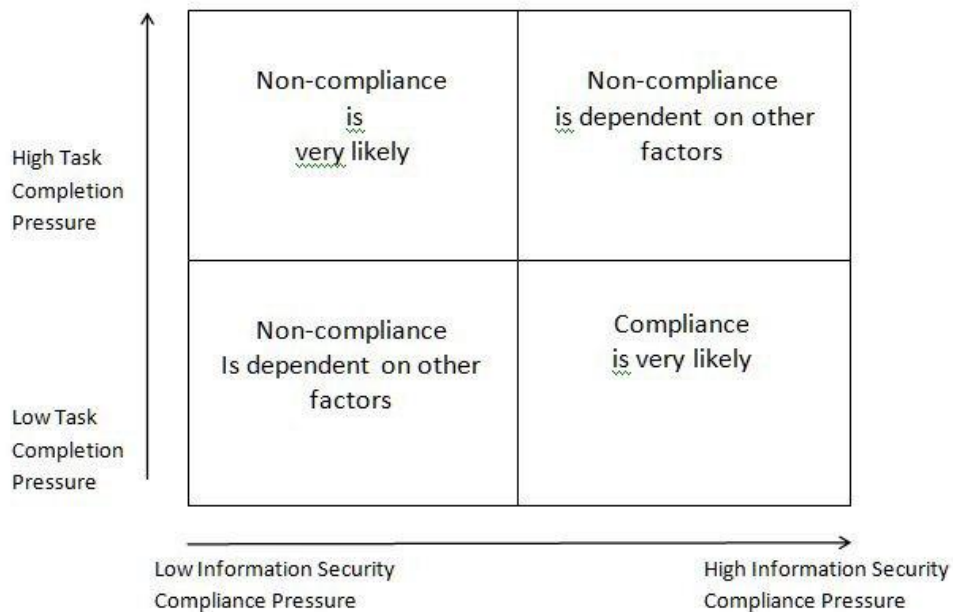 Non-compliance
is
very likely
Non-compliance
is dependent on other
factors
High Task
Completion
Pressure
Non-compliance
Is dependent on other
factors
Compliance
is very likely
Low Task
Completion
Pressure
Low Information Security
Compliance Pressure
High Information Security
Compliance Pressure